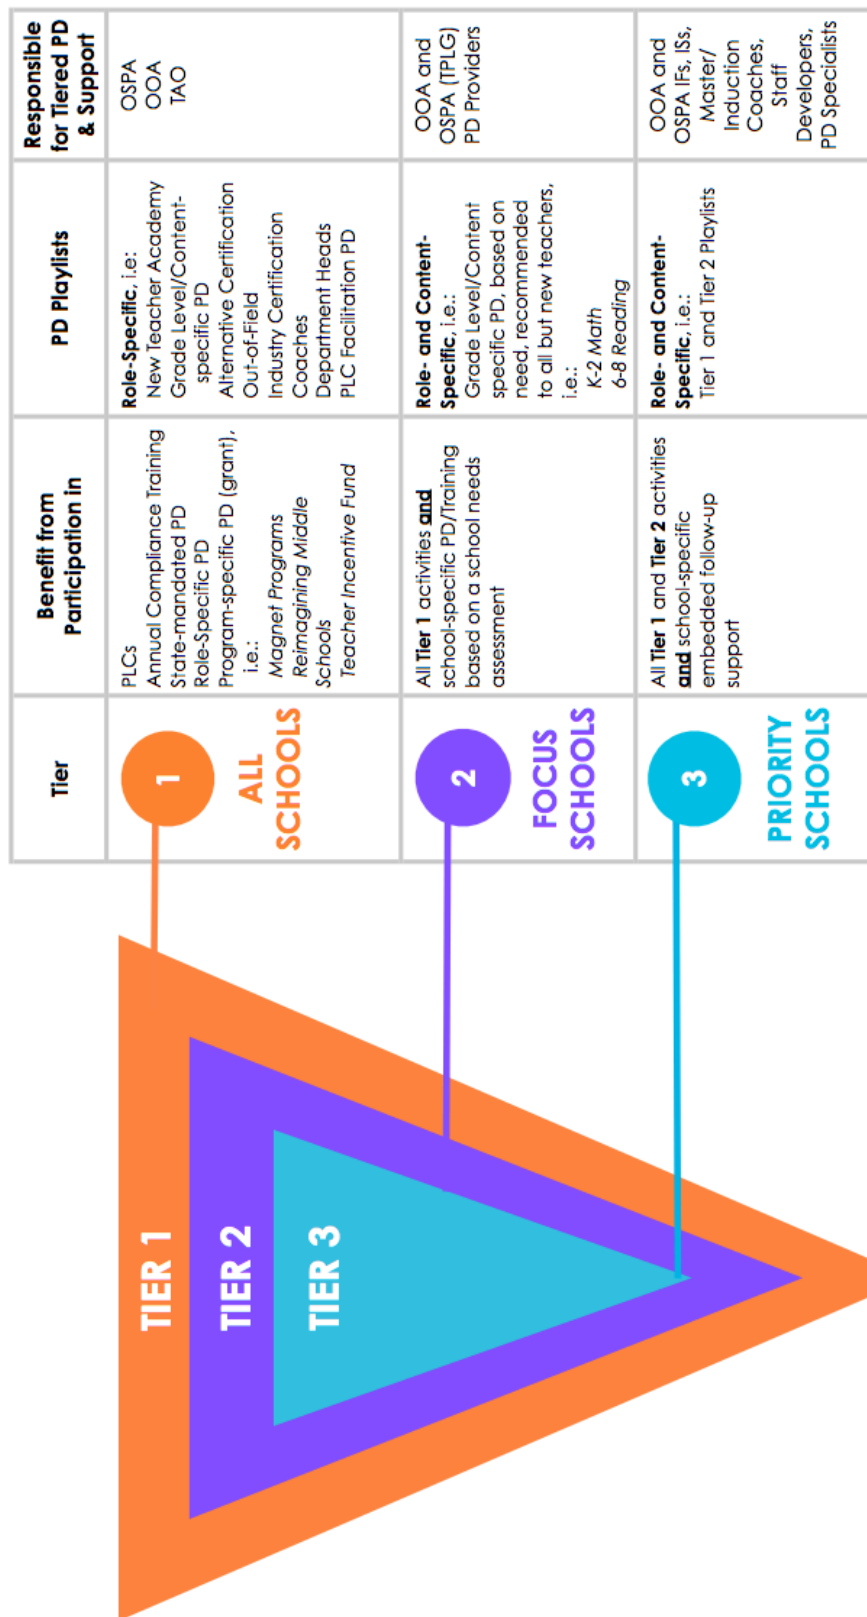 TIER 1
TIER 2
TIER 3
Tier
Benefit from
Participation in
PD Playlists
Responsible
for Tiered PD
& Support
1
ALL
SCHOOLS
PLCs
Annual Compliance Training
State-mandated PD
Role-Specific PD
Program-specific PD (grant),
i.e.:
Magnet Programs
Reimagining Middle
Schools
Teacher Incentive Fund
Role-Specific, i.e:
New Teacher Academy
Grade Level/Content-
specific PD
Alternative Certification
Out-of-Field
Industry Certification
Coaches
Department Heads
PLC Facilitation PD
OSPA
OOA
TAO
2
FOCUS
SCHOOLS
All Tier 1 activities and
school-specific PD/Training
based on a school needs
assessment
Role- and Content-
Specific, i.e.:
Grade Level/Content
specific PD, based on
need, recommended
to all but new teachers,
i.e.:
K-2 Math
6-8 Reading
OOA and
OSPA (TPLG)
PD Providers
3
PRIORITY
SCHOOLS
All Tier 1 and Tier 2 activities
and school-specific
embedded follow-up
support
Role- and Content-
Specific, i.e.:
Tier 1 and Tier 2 Playlists
OOA and
OSPA IFs, ISs,
Master/
Induction
Coaches,
Staff
Developers,
PD Specialists